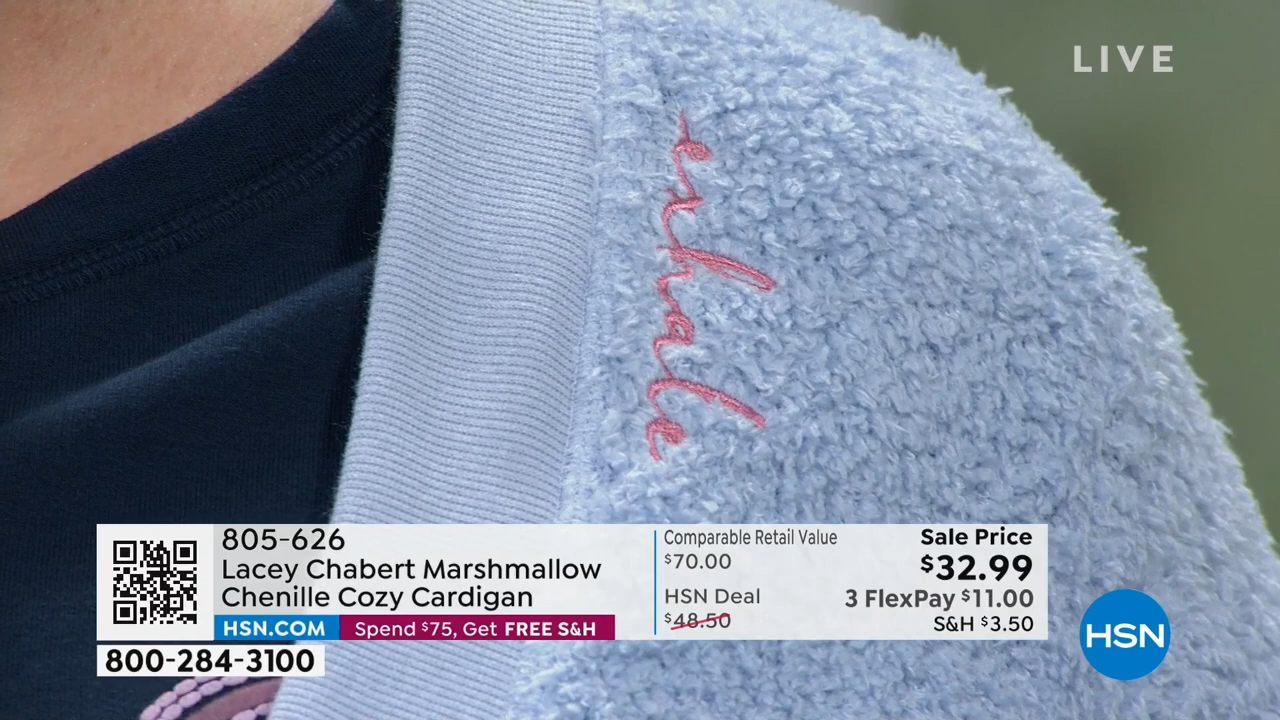 LIVE
exhale
805-626
Lacey Chabert Marshmallow
Chenille Cozy Cardigan
HSN.COM
Spend $75, Get FREE S&H
800-284-3100
Comparable Retail Value
$70.00
HSN Deal
$48.50
Sale Price
$32.99
3 FlexPay $11.00
S&H $3.50
HSN